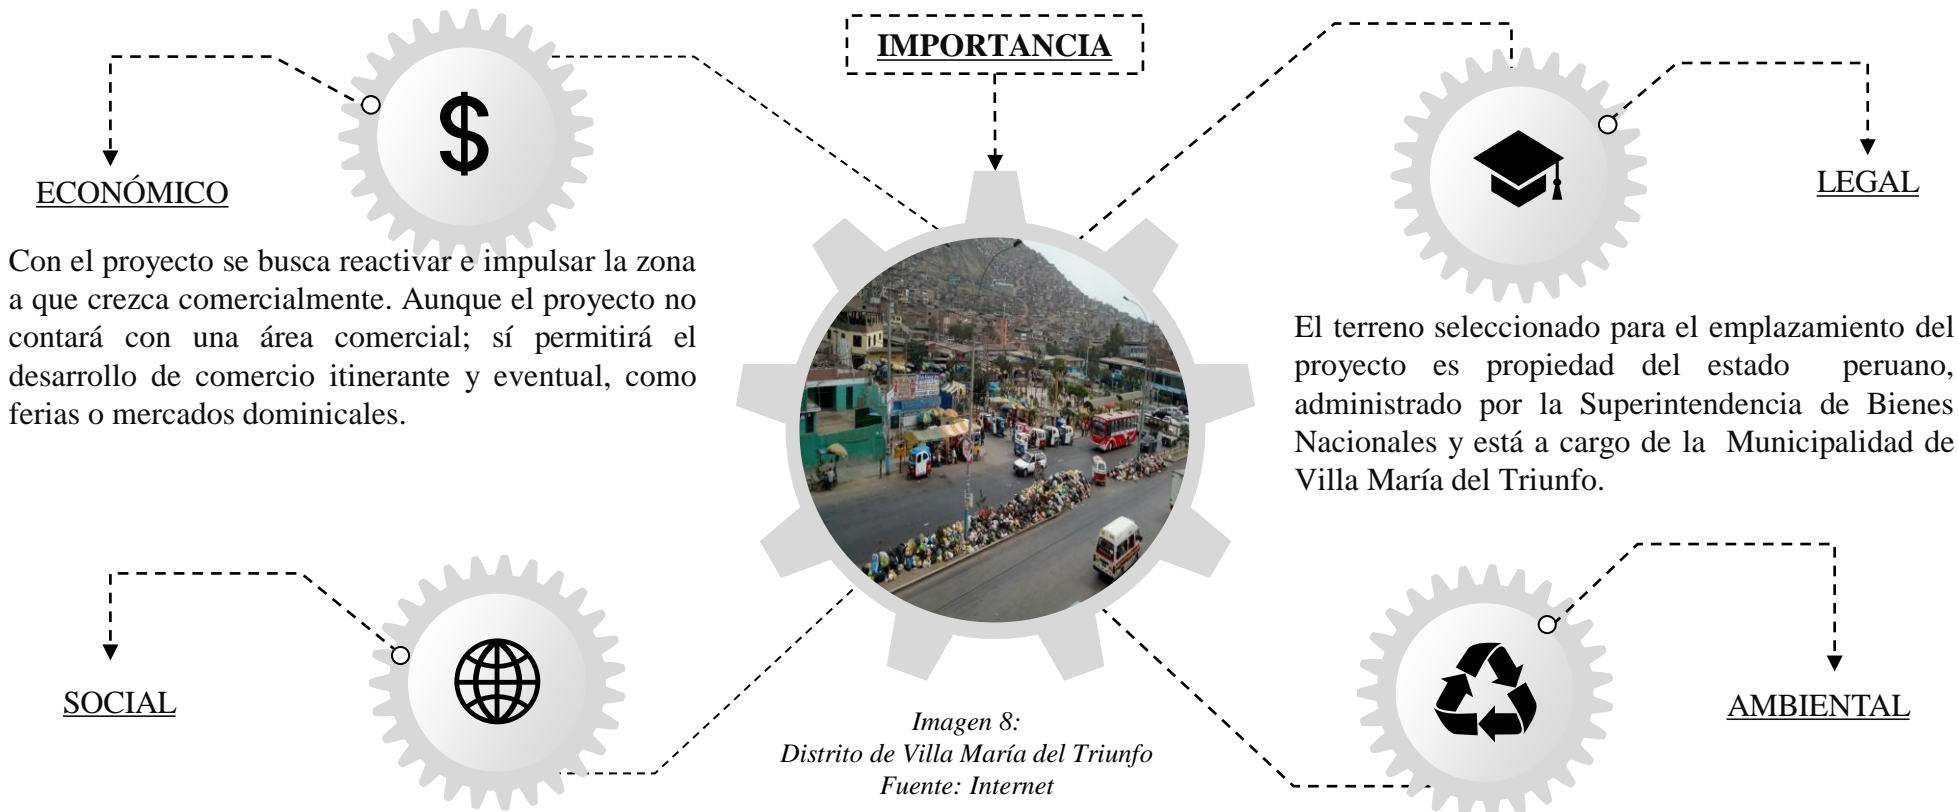 IMPORTANCIA
$
ECONÓMICO
Con el proyecto se busca reactivar e impulsar la zona
a que crezca comercialmente. Aunque el proyecto no
contará con una área comercial; sí permitirá el
desarrollo de comercio itinerante y eventual, como
ferias o mercados dominicales.
LEGAL
El terreno seleccionado para el emplazamiento del
proyecto es propiedad del estado peruano,
administrado por la Superintendencia de Bienes
Nacionales y está a cargo de la Municipalidad de
Villa María del Triunfo.
SOCIAL
AMBIENTAL
Imagen 8:
Distrito de Villa María del Triunfo
Fuente: Internet